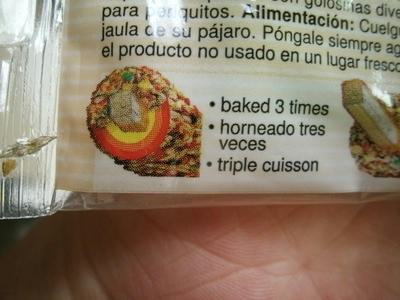 para periquitos. Alimentación: Cuelgu
jaula de su pájaro. Póngale siempre ag
el producto no usado en un lugar fresco
• baked 3 times
• horneado tres
veces
• triple cuisson